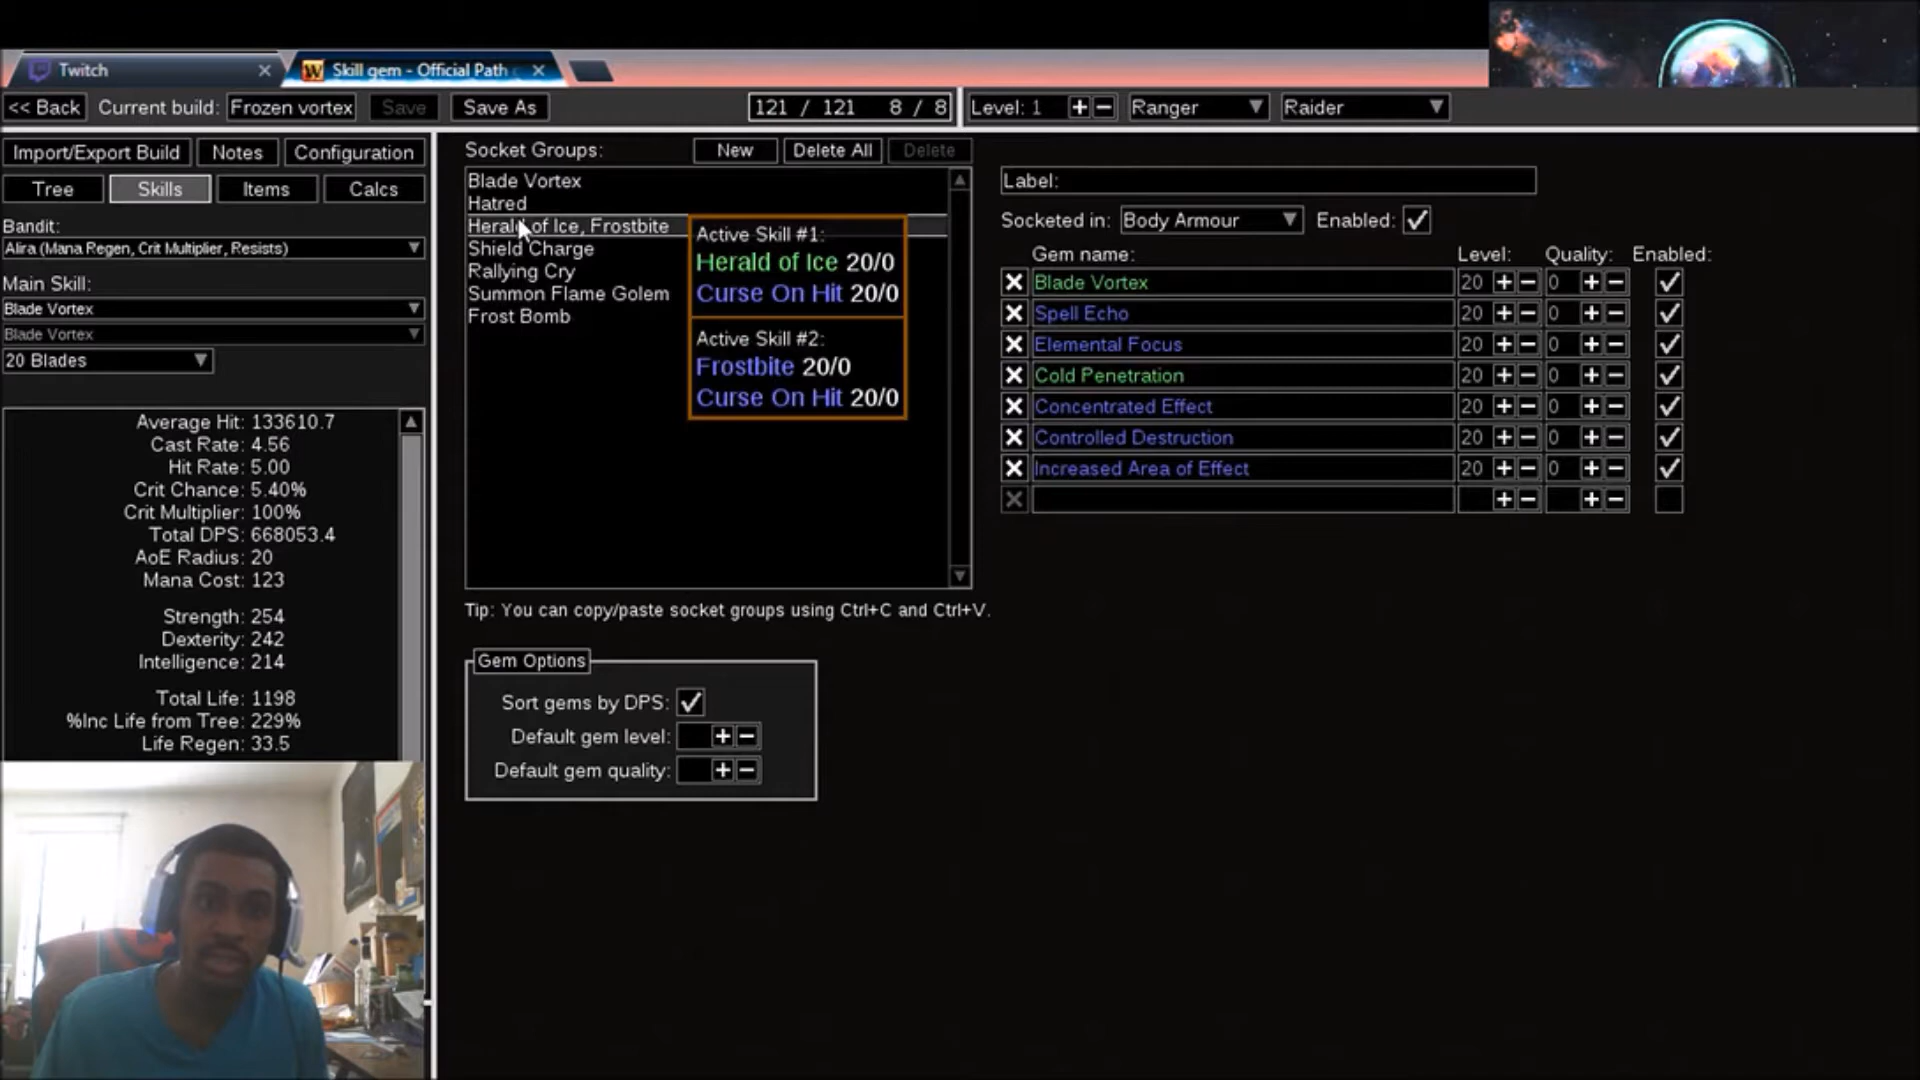 Twitch
Skill gem - Official Path
<< Back
Current build:
Frozen vortex
Save
Save As
121 / 121 8 / 8
Level: 1
Ranger
Raider
Import/Export Build
Notes
Configuration
Tree
Skills
Items
Calcs
Bandit:
Alira (Mana Regen, Crit Multiplier, Resists)
Main Skill:
Blade Vortex
Blade Vortex
20 Blades
Average Hit: 133610.7
Cast Rate: 4.56
Hit Rate: 5.00
Crit Chance: 5.40%
Crit Multiplier: 100%
Total DPS: 668053.4
AoE Radius: 20
Mana Cost: 123
Strength: 254
Dexterity: 242
Intelligence: 214
Total Life: 1198
%Inc Life from Tree: 229%
Life Regen: 33.5
Socket Groups:
New
Delete All
Delete
Blade Vortex
Hatred
Herald of Ice, Frostbite
Shield Charge
Rallying Cry
Summon Flame Golem
Frost Bomb
Active Skill #1:
Herald of Ice 20/0
Curse On Hit 20/0
Active Skill #2:
Frostbite 20/0
Curse On Hit 20/0
Tip: You can copy/paste socket groups using Ctrl+C and Ctrl+V.
Gem Options
Sort gems by DPS:
Default gem level:
Default gem quality:
Label:
Socketed in: Body Armour Enabled:
Gem name: Level: Quality: Enabled:
Blade Vortex 20 0
Spell Echo 20 0
Elemental Focus 20 0
Cold Penetration 20 0
Concentrated Effect 20 0
Controlled Destruction 20 0
Increased Area of Effect 20 0